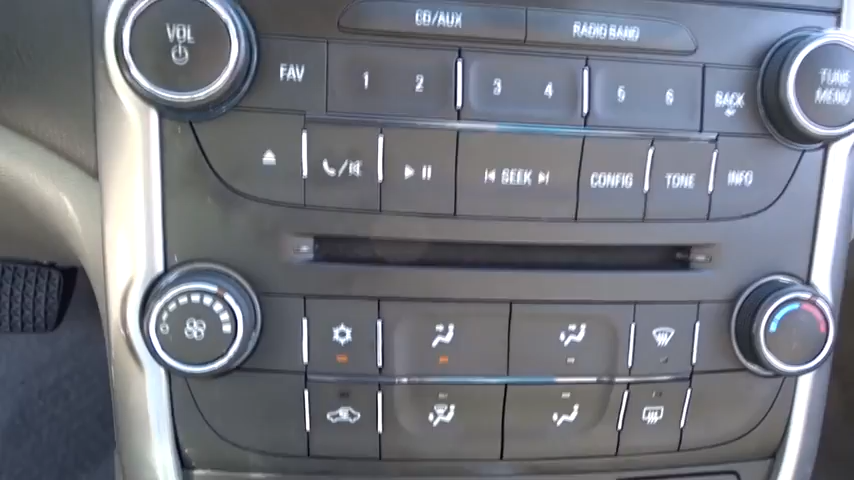 CD/AUX RADIO BAND
VOL
FAV 1 2 3 4 5 6 BACK
TUNE
MENU
SEEK CONFIG TONE INFO